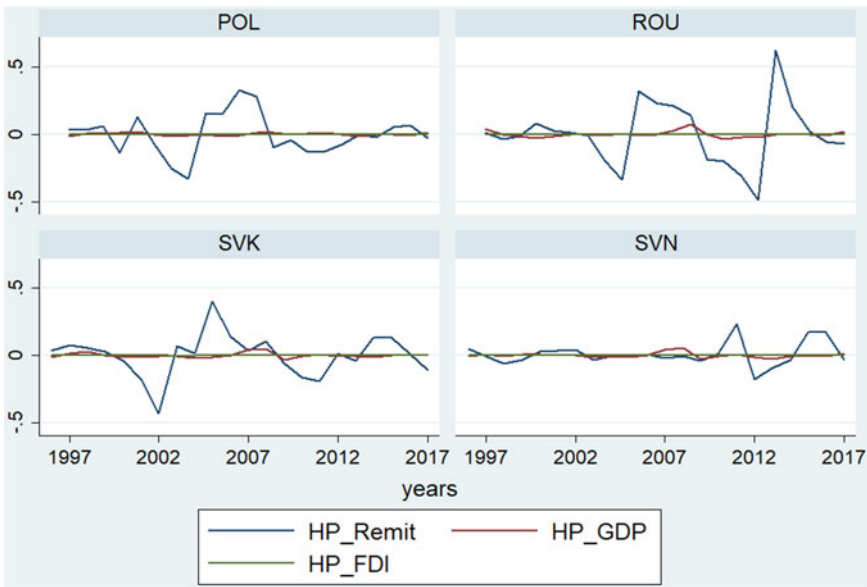 POL ROU
.5
0
-.5
SVK SVN
.5
0
-.5
1997 2002 2007 2012 2017 1997 2002 2007 2012 2017
years
HP_Remit HP_GDP
HP_FDI